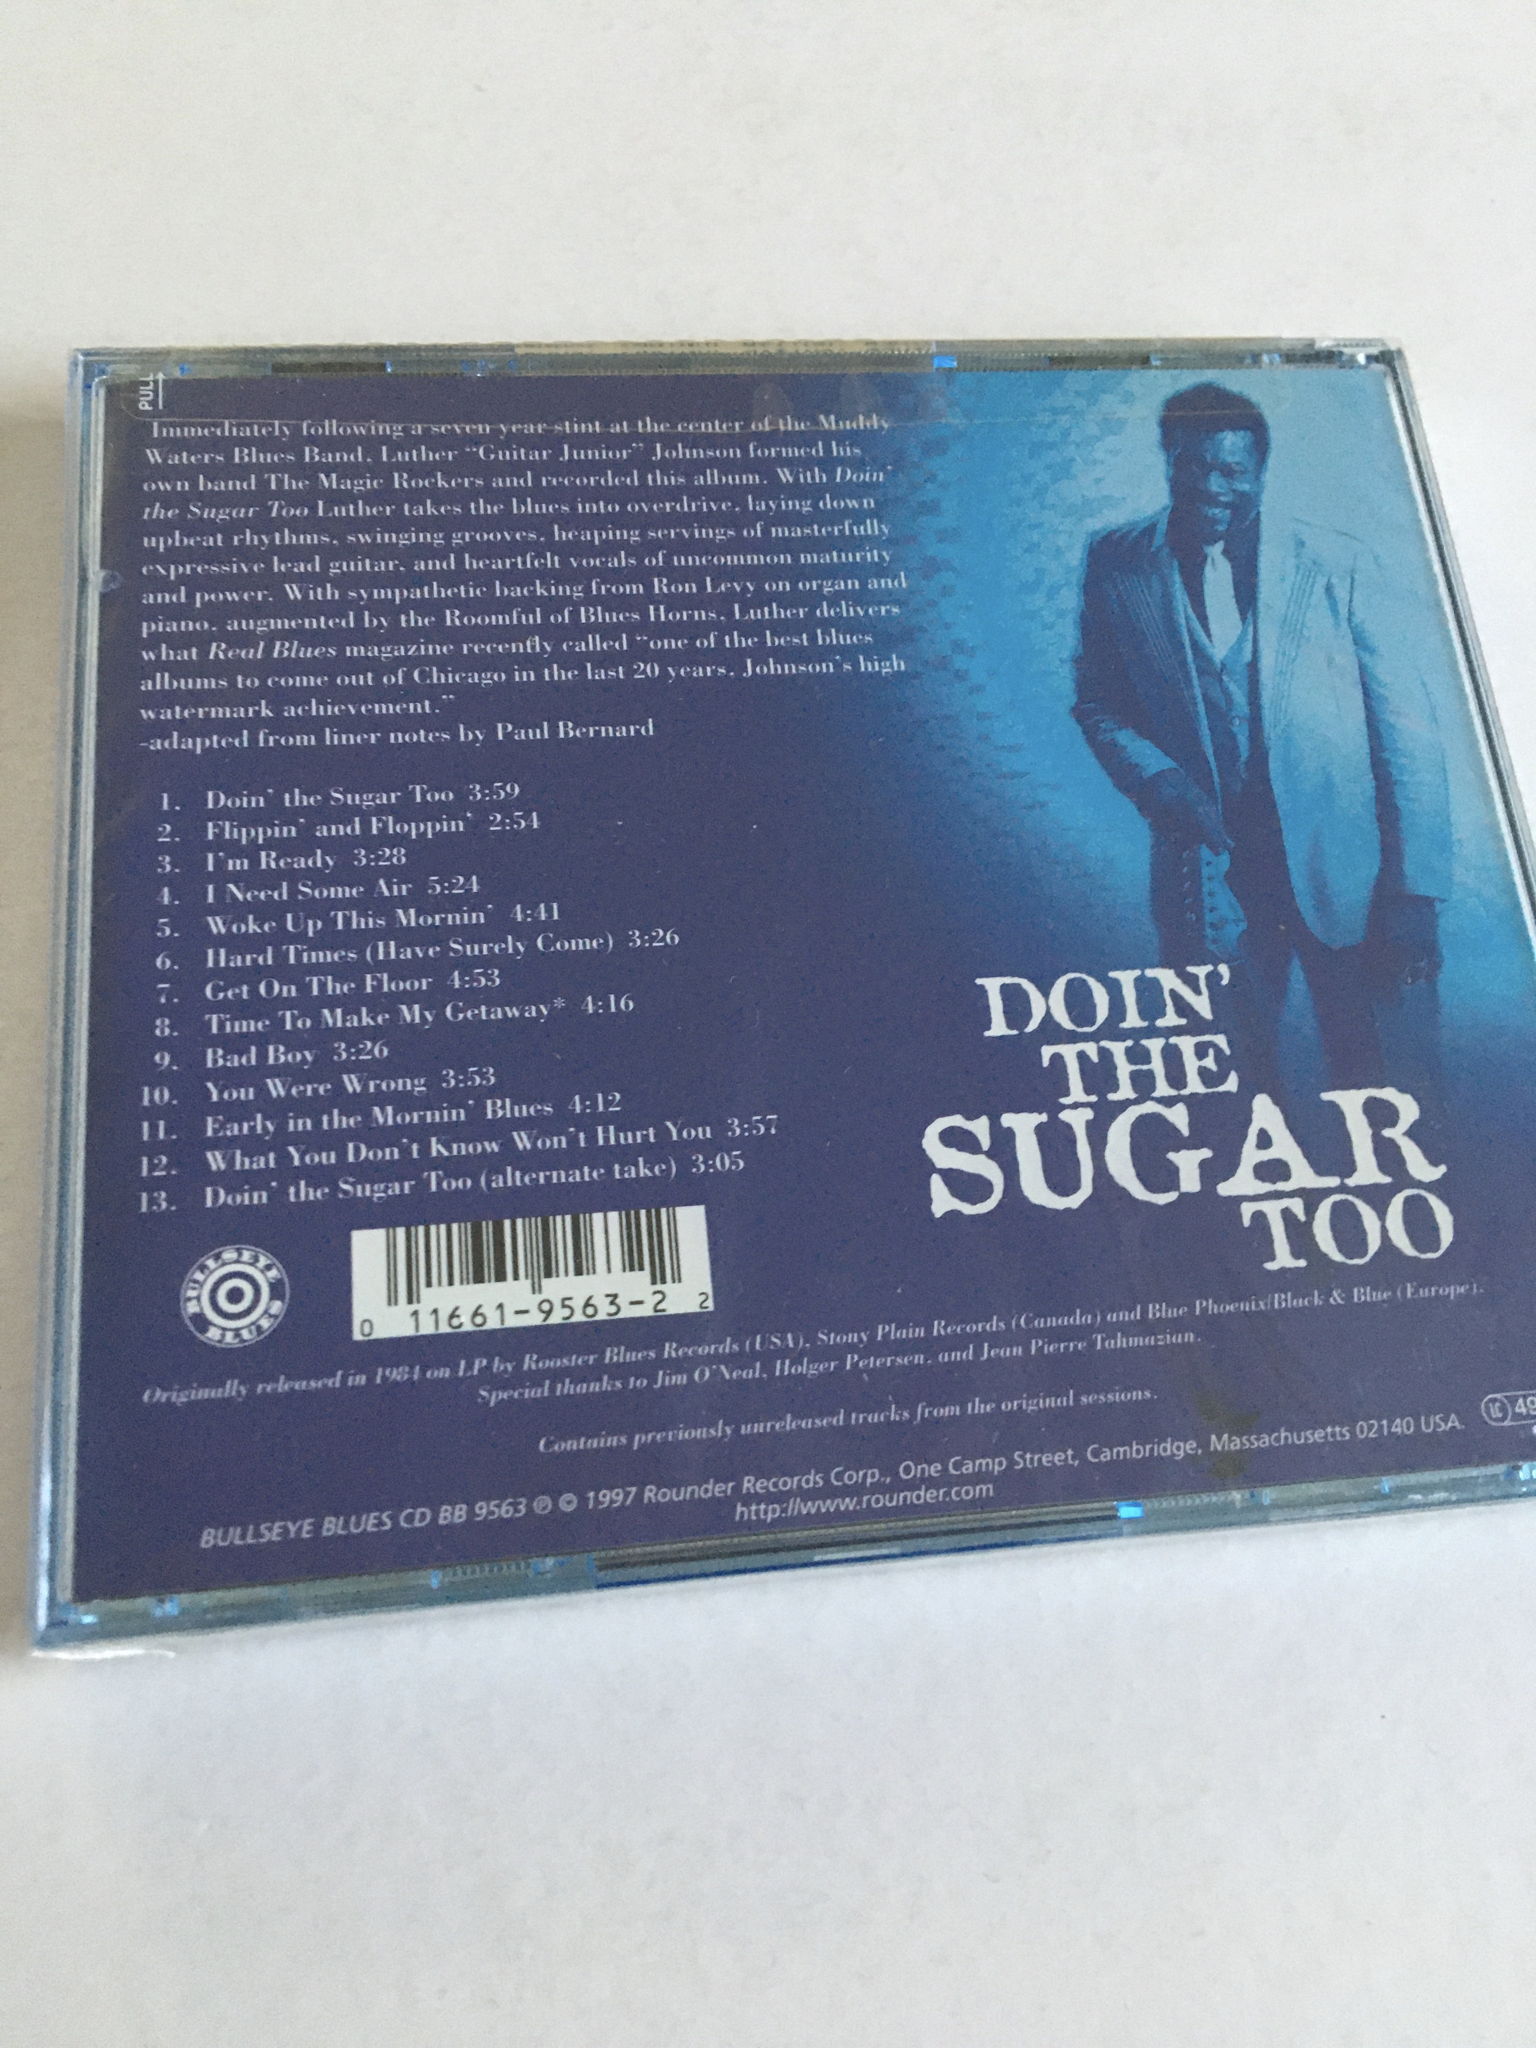 PULL
Immediately following a seven year stint at the center of the Muddy
Waters Blues Band, Luther "Guitar Junior" Johnson formed his
own band The Magic Rockers and recorded this album. With Doin'
the Sugar Too Luther takes the blues into overdrive, laying down
upbeat rhythms, swinging grooves, heaping servings of masterfully
expressive lead guitar, and heartfelt vocals of uncommon maturity
and power. With sympathetic backing from Ron Levy on organ and
piano, augmented by the Roomful of Blues Horns, Luther delivers
what Real Blues magazine recently called "one of the best blues
albums to come out of Chicago in the last 20 years, Johnson's high
watermark achievement."
-adapted from liner notes by Paul Bernard
1. Doin' the Sugar Too 3:59
2. Flippin' and Floppin' 2:54
3. I'm Ready 3:28
4. I Need Some Air 5:24
5. Woke Up This Mornin' 4:41
6. Hard Times (Have Surely Come) 3:26
7. Get On The Floor 4:53
8. Time To Make My Getaway* 4:16
9. Bad Boy 3:26
10. You Were Wrong 3:53
11. Early in the Mornin' Blues 4:12
12. What You Don't Know Won't Hurt You 3:57
13. Doin' the Sugar Too (alternate take) 3:05
DOIN'
THE
SUGAR
TOO
BULLSEYE
BLUES
0 11661-9563-2 2
Originally released in 1984 on LP by Rooster Blues Records (USA), Stony Plain Records (Canada) and Blue Phoenix/Black & Blue (Europe).
Special thanks to Jim O'Neal, Holger Petersen, and Jean Pierre Tahmazian.
Contains previously unreleased tracks from the original sessions.
LC 49
BULLSEYE BLUES CD BB 9563 ℗ © 1997 Rounder Records Corp., One Camp Street, Cambridge, Massachusetts 02140 USA.
http://www.rounder.com